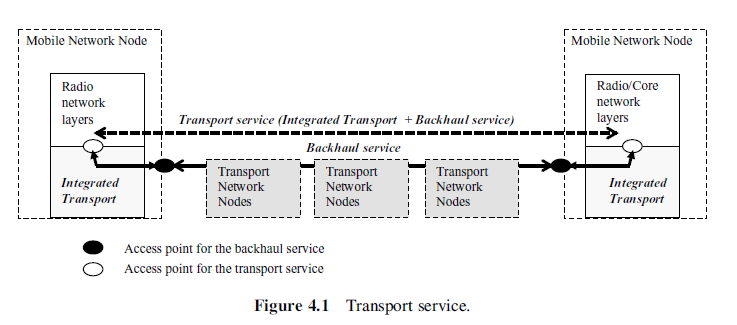 Mobile Network Node
Mobile Network Node
Radio
network
layers
Radio/Core
network
layers
Transport service (Integrated Transport + Backhaul service)
Backhaul service
Integrated
Transport
Transport
Network
Nodes
Transport
Network
Nodes
Transport
Network
Nodes
Integrated
Transport
Access point for the backhaul service
Access point for the transport service
Figure 4.1 Transport service.